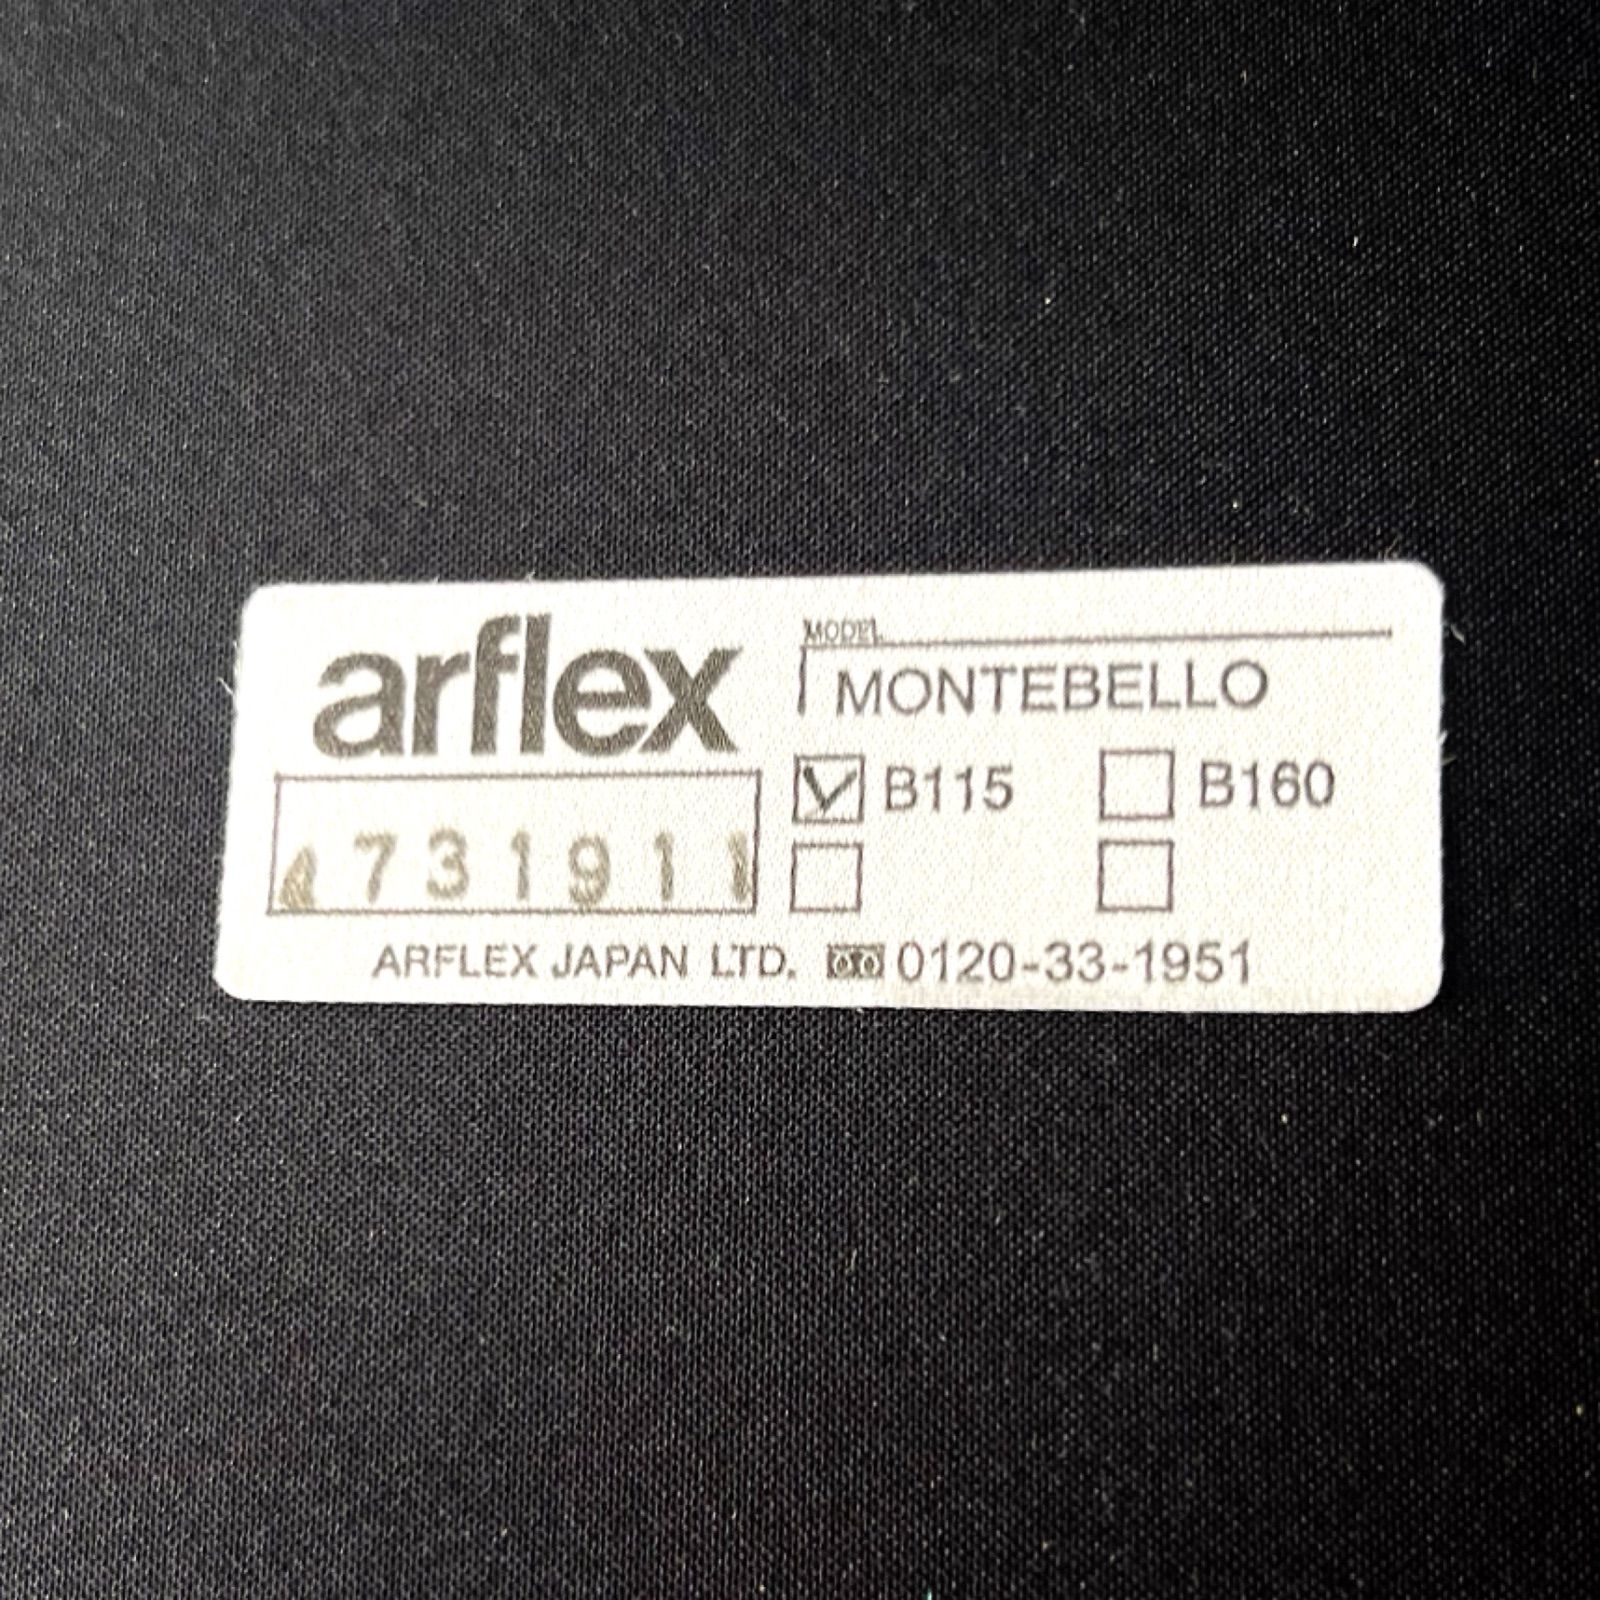 arflex
MODEL
MONTEBELLO
B115 B160
4731911
ARFLEX JAPAN LTD. 0120-33-1951